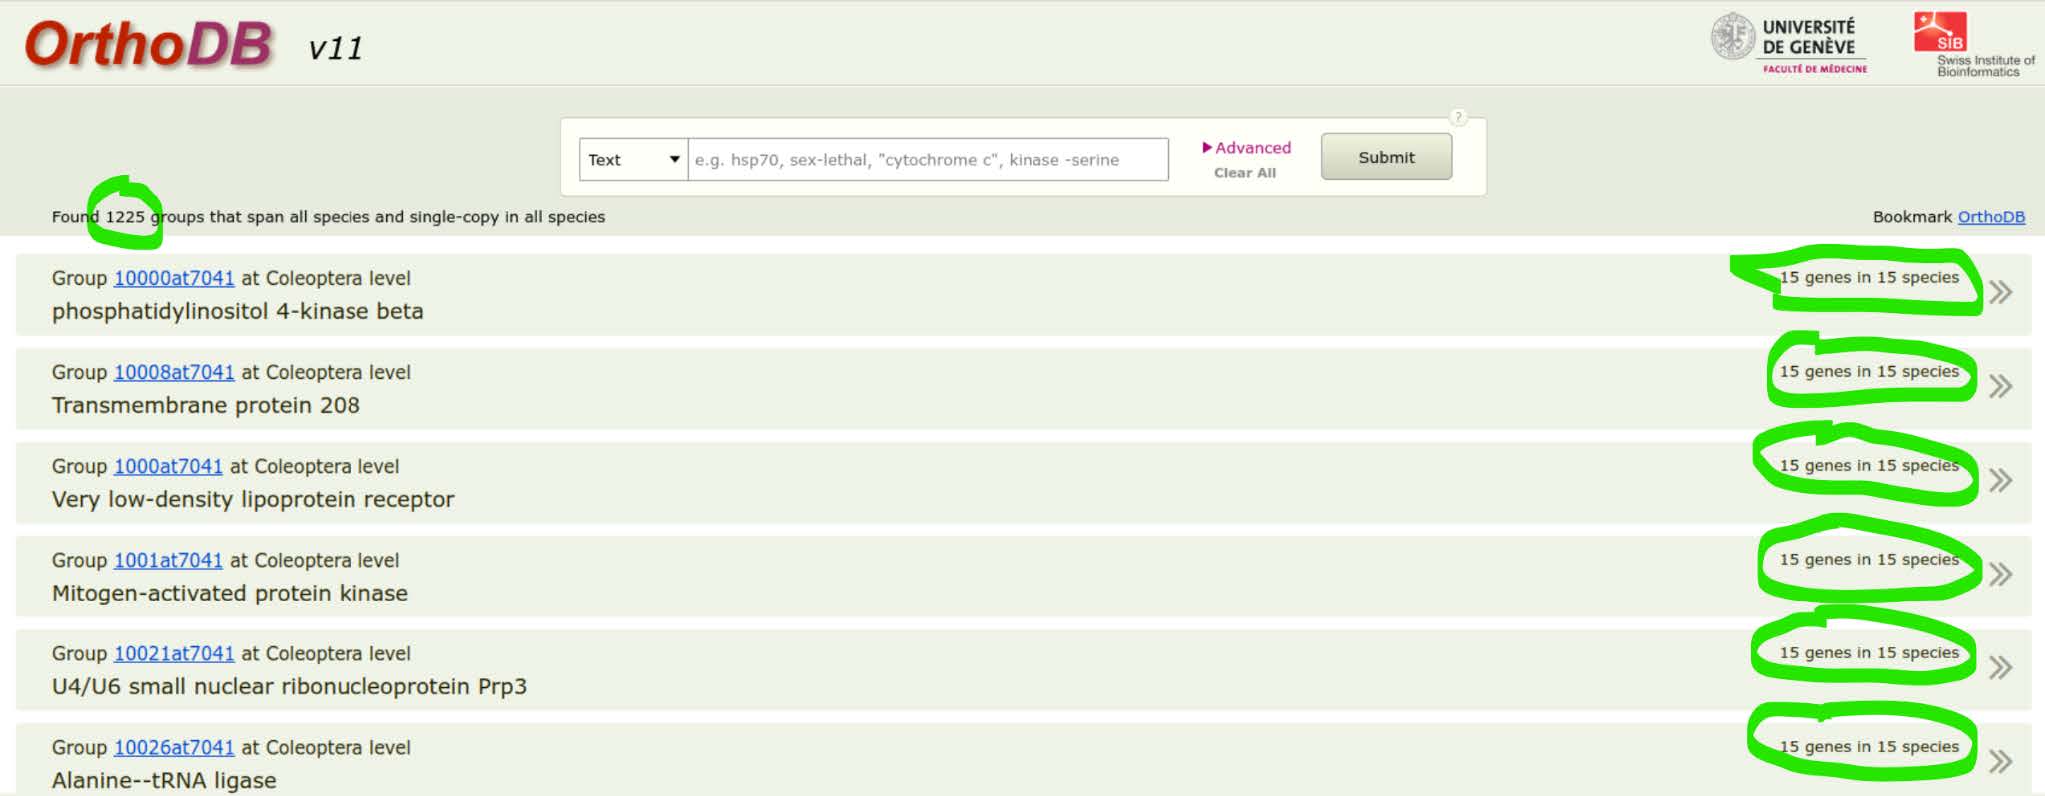 OrthoDB v11
UNIVERSITÉ
DE GENÈVE
FACULTÉ DE MÉDECINE
SIB
Swiss Institute of
Bioinformatics
?
Text e.g. hsp70, sex-lethal, "cytochrome c", kinase -serine
Advanced
Clear All
Submit
Found 1225 groups that span all species and single-copy in all species
Bookmark OrthoDB
Group 10000at7041 at Coleoptera level
15 genes in 15 species
phosphatidylinositol 4-kinase beta
Group 10008at7041 at Coleoptera level
15 genes in 15 species
Transmembrane protein 208
Group 1000at7041 at Coleoptera level
15 genes in 15 species
Very low-density lipoprotein receptor
Group 1001at7041 at Coleoptera level
15 genes in 15 species
Mitogen-activated protein kinase
Group 10021at7041 at Coleoptera level
15 genes in 15 species
U4/U6 small nuclear ribonucleoprotein Prp3
Group 10026at7041 at Coleoptera level
15 genes in 15 species
Alanine--tRNA ligase